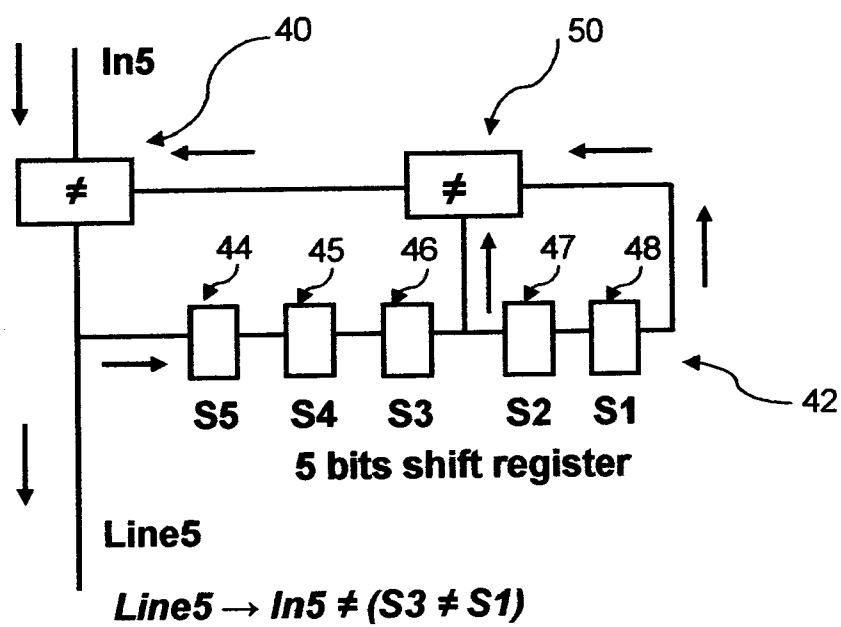 40
50
In5
≠
≠
44
45
46
47
48
S5 S4 S3 S2 S1
42
5 bits shift register
Line5
Line5 → In5 ≠ (S3 ≠ S1)